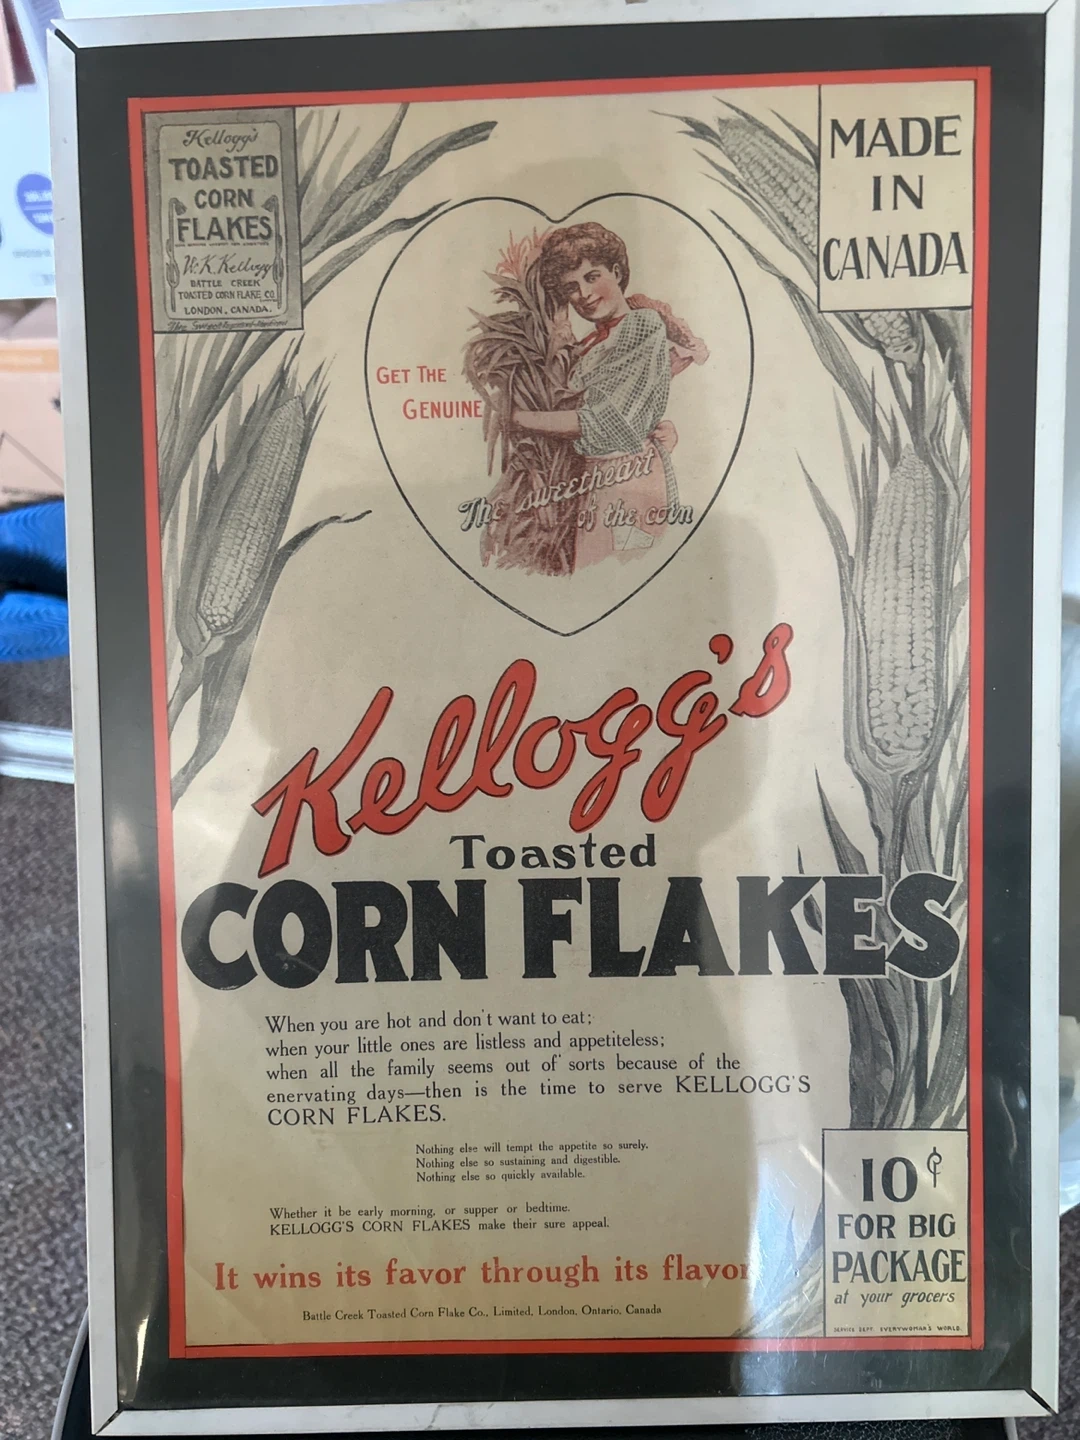 Kellogg's
TOASTED
CORN
FLAKES
W.K. Kellogg
BATTLE CREEK
TOASTED CORN FLAKE CO.
LONDON, CANADA.
MADE
IN
CANADA
GET THE
GENUINE
The sweetheart
of the corn
Kellogg's
Toasted
CORN FLAKES
When you are hot and don't want to eat;
when your little ones are listless and appetiteless;
when all the family seems out of sorts because of the
enervating days—then is the time to serve KELLOGG'S
CORN FLAKES.
Nothing else will tempt the appetite so surely.
Nothing else so sustaining and digestible.
Nothing else so quickly available.
Whether it be early morning, or supper or bedtime.
KELLOGG'S CORN FLAKES make their sure appeal.
It wins its favor through its flavor
Battle Creek Toasted Corn Flake Co., Limited, London, Ontario, Canada
10¢
FOR BIG
PACKAGE
at your grocers
SERVICE DEPT. EVERYWOMAN'S WORLD.